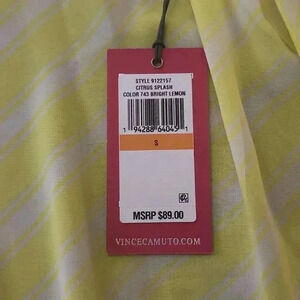 STYLE 9122157
CITRUS SPLASH
COLOR 743 BRIGHT LEMON
1 94288 64045 1
S
MSRP $89.00
VINCECAMUTO.COM